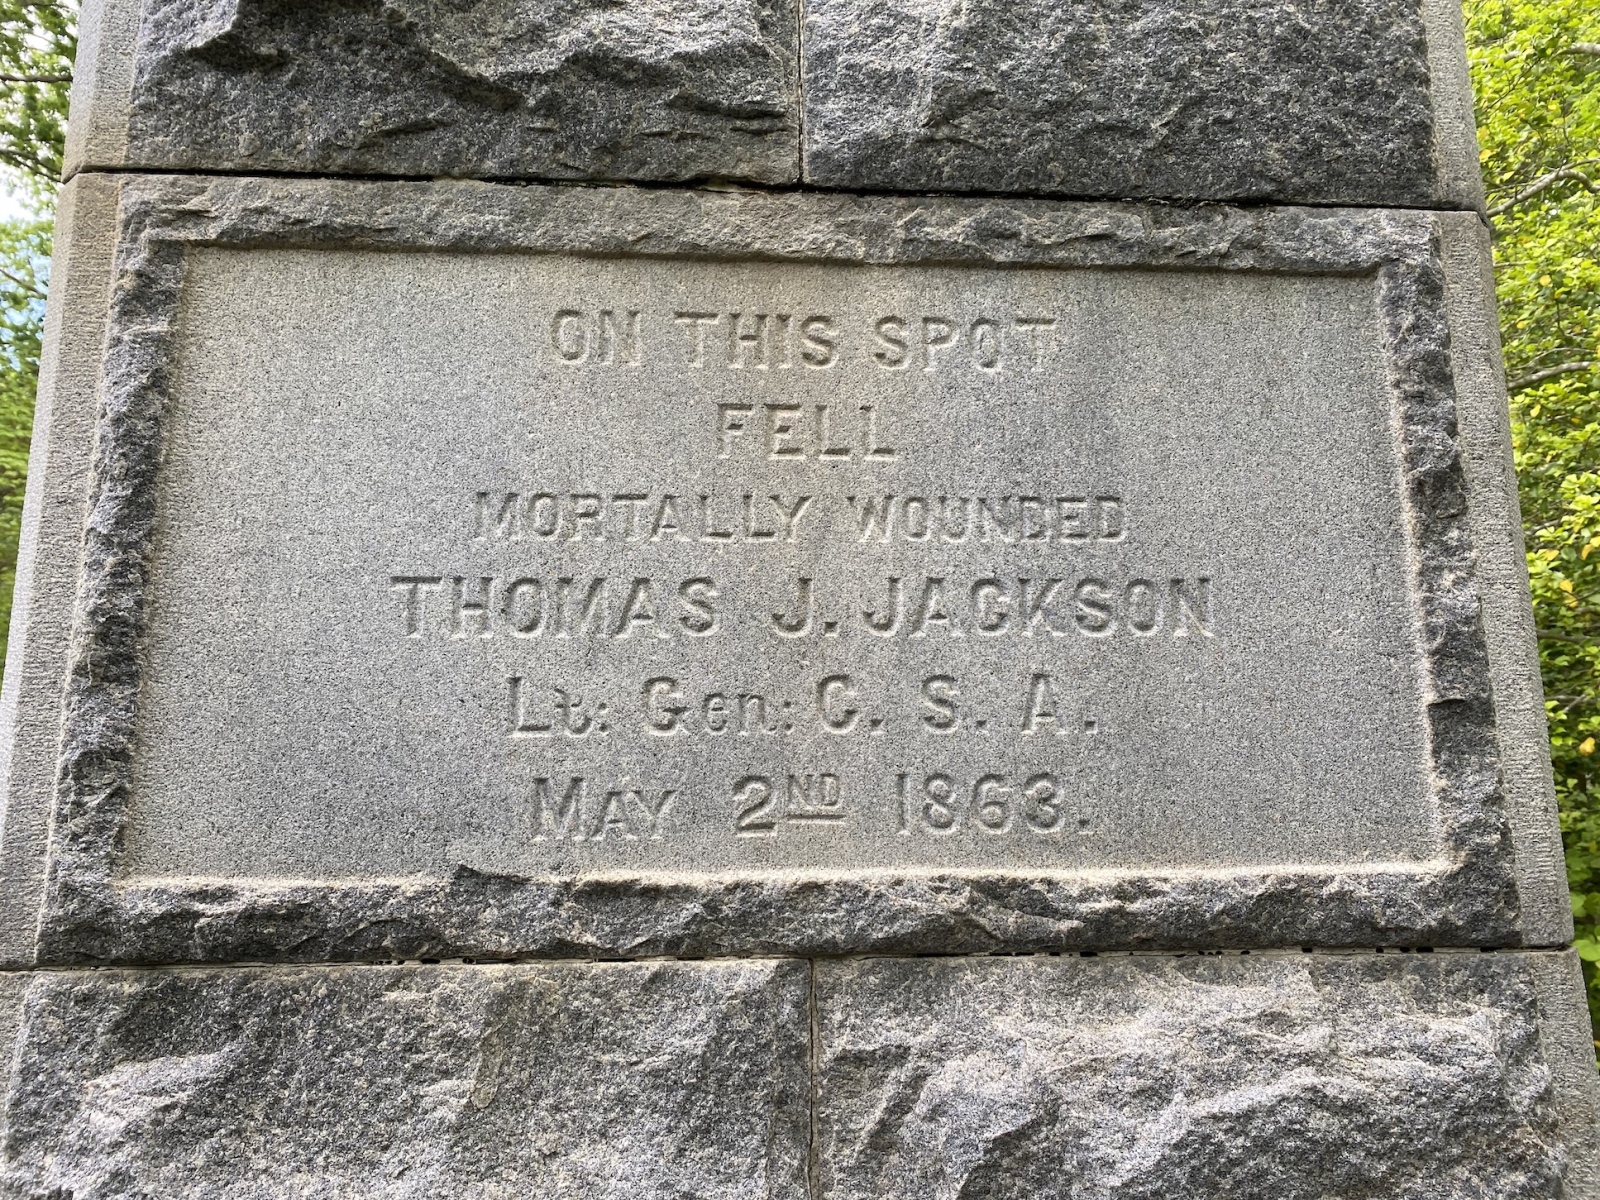 ON THIS SPOT
FELL
MORTALLY WOUNDED
THOMAS J. JACKSON
Lt: Gen: C. S. A.
MAY 2ND 1863.